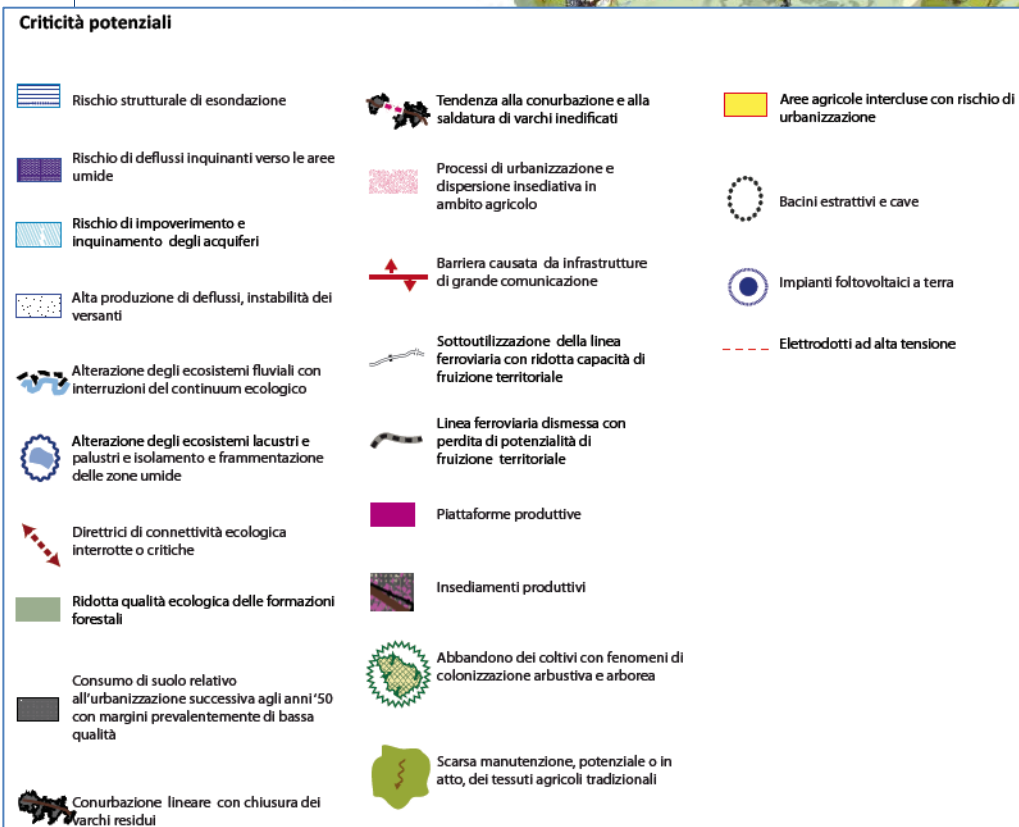 Criticità potenziali
Rischio strutturale di esondazione
Rischio di deflussi inquinanti verso le aree
umide
Rischio di impoverimento e
inquinamento degli acquiferi
Alta produzione di deflussi, instabilità dei
versanti
Alterazione degli ecosistemi fluviali con
interruzioni del continuum ecologico
Alterazione degli ecosistemi lacustri e
palustri e isolamento e frammentazione
delle zone umide
Direttrici di connettività ecologica
interrotte o critiche
Ridotta qualità ecologica delle formazioni
forestali
Consumo di suolo relativo
all'urbanizzazione successiva agli anni '50
con margini prevalentemente di bassa
qualità
Conurbazione lineare con chiusura dei
varchi residui
Tendenza alla conurbazione e alla
saldatura di varchi inedificati
Processi di urbanizzazione e
dispersione insediativa in
ambito agricolo
Barriera causata da infrastrutture
di grande comunicazione
Sottoutilizzazione della linea
ferroviaria con ridotta capacità di
fruizione territoriale
Linea ferroviaria dismessa con
perdita di potenzialità di
fruizione territoriale
Piattaforme produttive
Insediamenti produttivi
Abbandono dei coltivi con fenomeni di
colonizzazione arbustiva e arborea
Scarsa manutenzione, potenziale o in
atto, dei tessuti agricoli tradizionali
Aree agricole intercluse con rischio di
urbanizzazione
Bacini estrattivi e cave
Impianti foltovoltaici a terra
Elettrodotti ad alta tensione